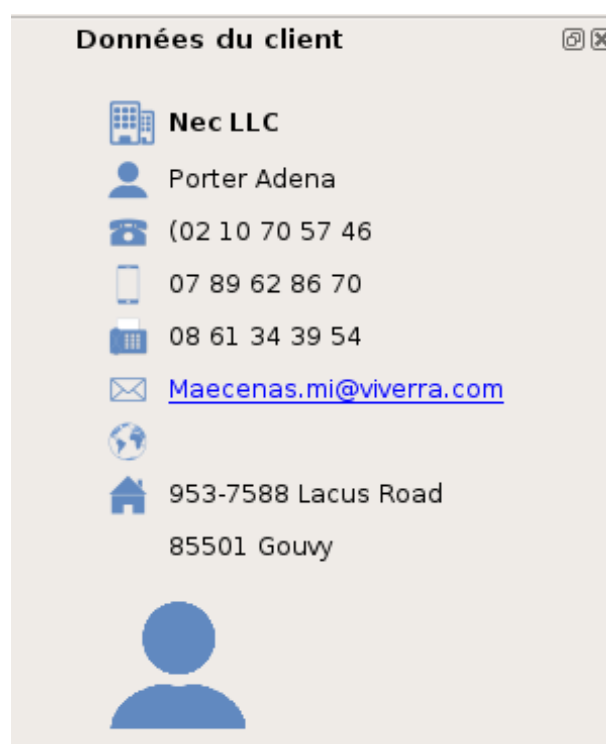 Données du client
Nec LLC
Porter Adena
(02 10 70 57 46
07 89 62 86 70
08 61 34 39 54
Maecenas.mi@viverra.com
953-7588 Lacus Road
85501 Gouvy